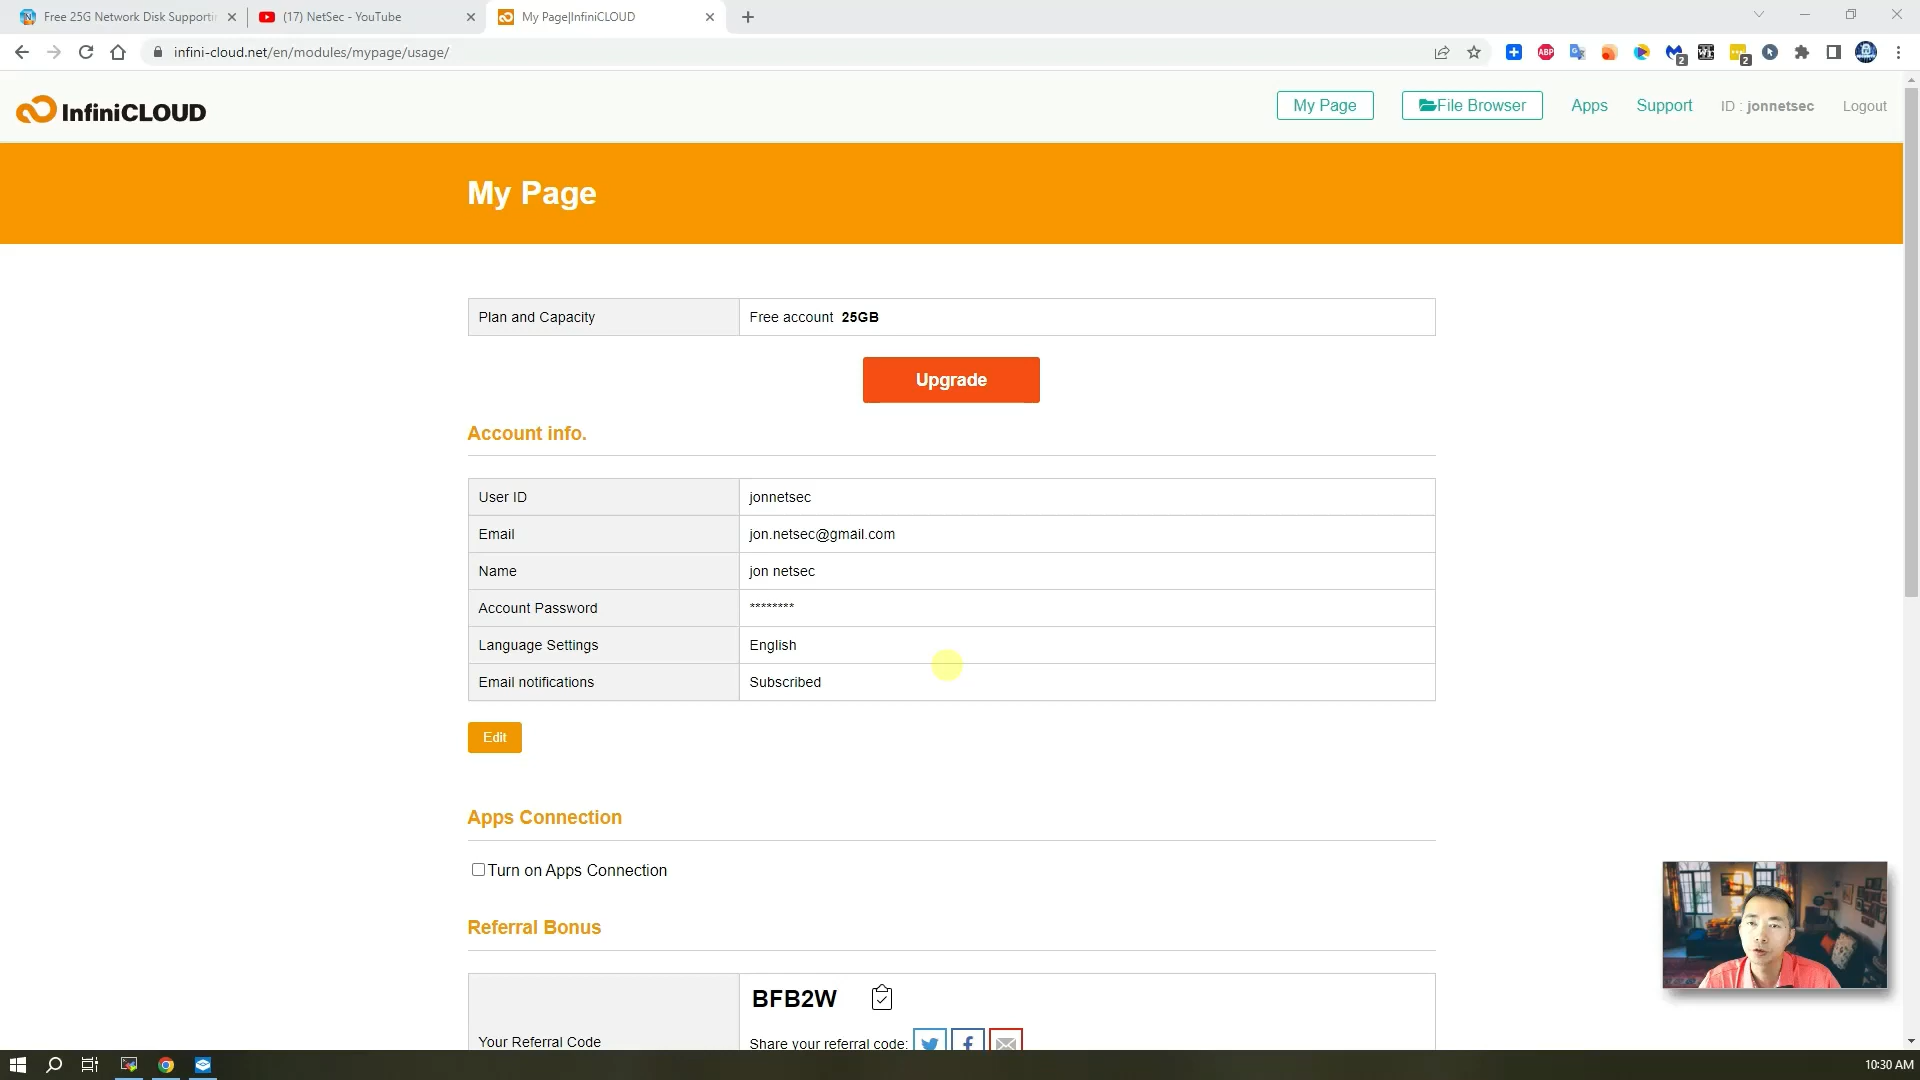 Free 25G Network Disk Supportin
(17) NetSec - YouTube
My Page|InfiniCLOUD
infini-cloud.net/en/modules/mypage/usage/
ABP
2
2
InfiniCLOUD
My Page
File Browser
Apps
Support
ID : jonnetsec
Logout
My Page
Plan and Capacity
Free account 25GB
Upgrade
Account info.
User ID
jonnetsec
Email
jon.netsec@gmail.com
Name
jon netsec
Account Password
********
Language Settings
English
Email notifications
Subscribed
Edit
Apps Connection
Turn on Apps Connection
Referral Bonus
Your Referral Code
BFB2W
Share your referral code:
10:30 AM